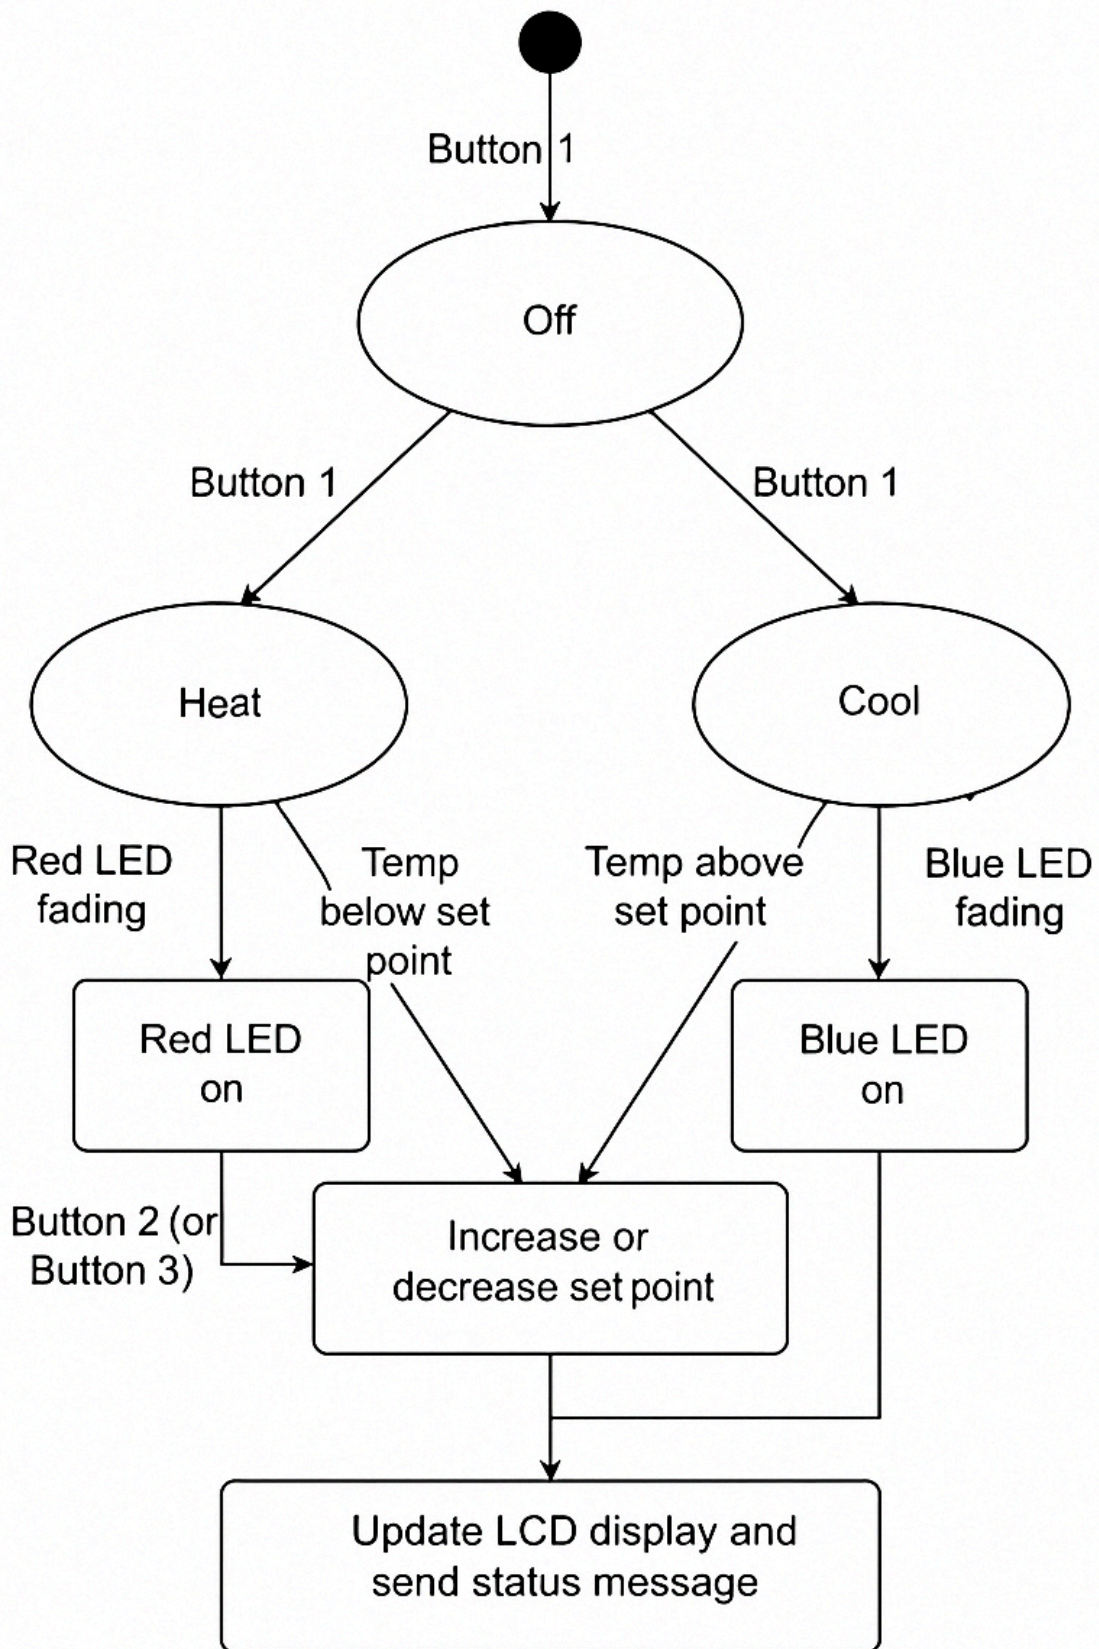 Button 1
Off
Button 1
Button 1
Heat
Cool
Red LED
fading
Temp
below set
point
Temp above
set point
Blue LED
fading
Red LED
on
Blue LED
on
Button 2 (or
Button 3)
Increase or
decrease set point
Update LCD display and
send status message